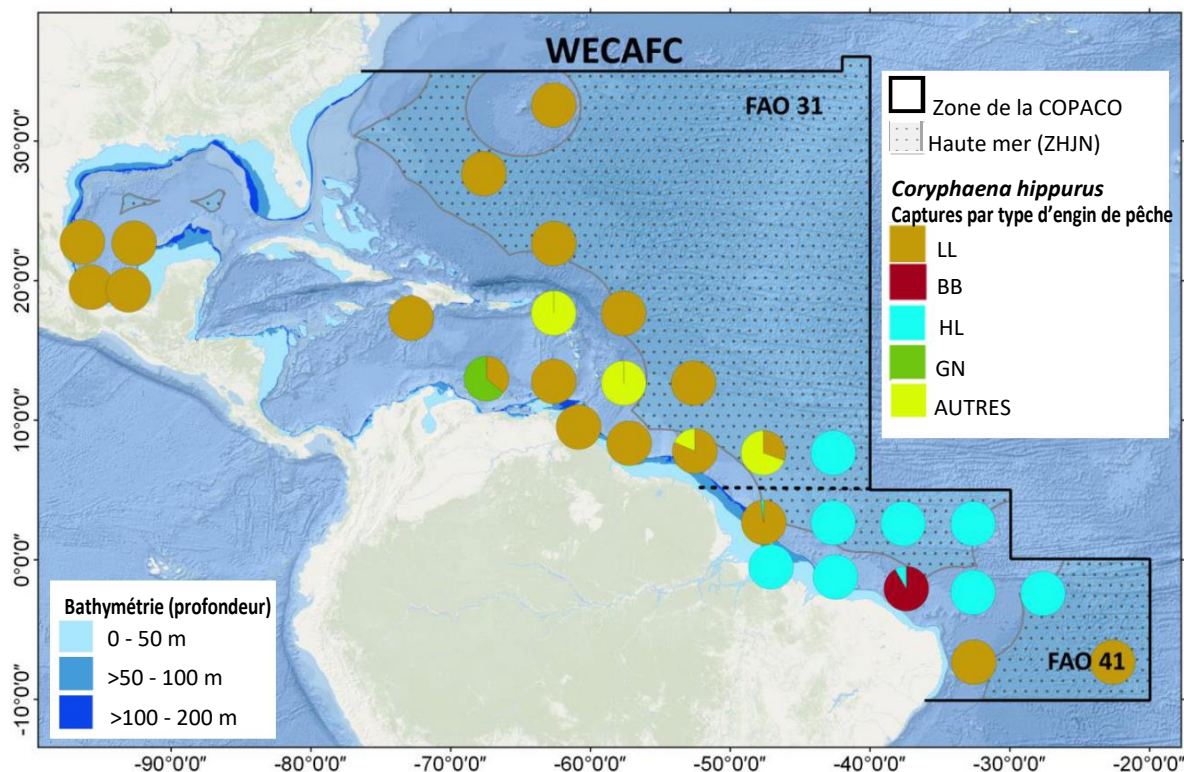 WECAFC
FAO 31
Zone de la COPACO
Haute mer (ZHJN)
Coryphaena hippurus
Captures par type d’engin de pêche
LL
BB
HL
GN
AUTRES
30°0'0"
20°0'0"
10°0'0"
0°0'0"
-10°0'0"
FAO 41
Bathymétrie (profondeur)
0 - 50 m
>50 - 100 m
>100 - 200 m
-90°0'0" -80°0'0" -70°0'0" -60°0'0" -50°0'0" -40°0'0" -30°0'0" -20°0'0"